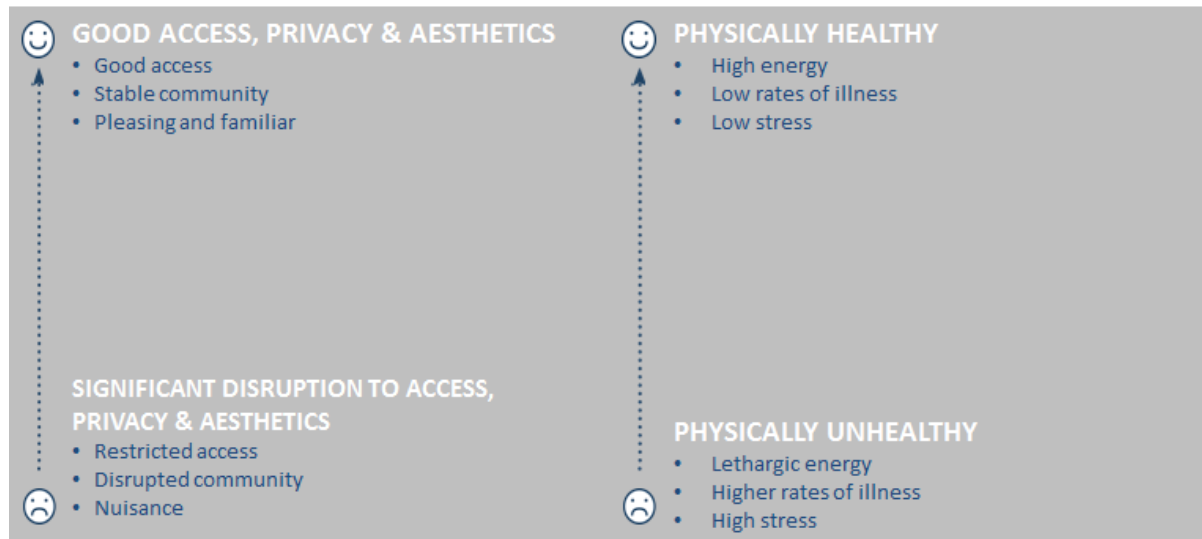 GOOD ACCESS, PRIVACY & AESTHETICS
• Good access
• Stable community
• Pleasing and familiar
SIGNIFICANT DISRUPTION TO ACCESS,
PRIVACY & AESTHETICS
• Restricted access
• Disrupted community
• Nuisance
PHYSICALLY HEALTHY
• High energy
• Low rates of illness
• Low stress
PHYSICALLY UNHEALTHY
• Lethargic energy
• Higher rates of illness
• High stress